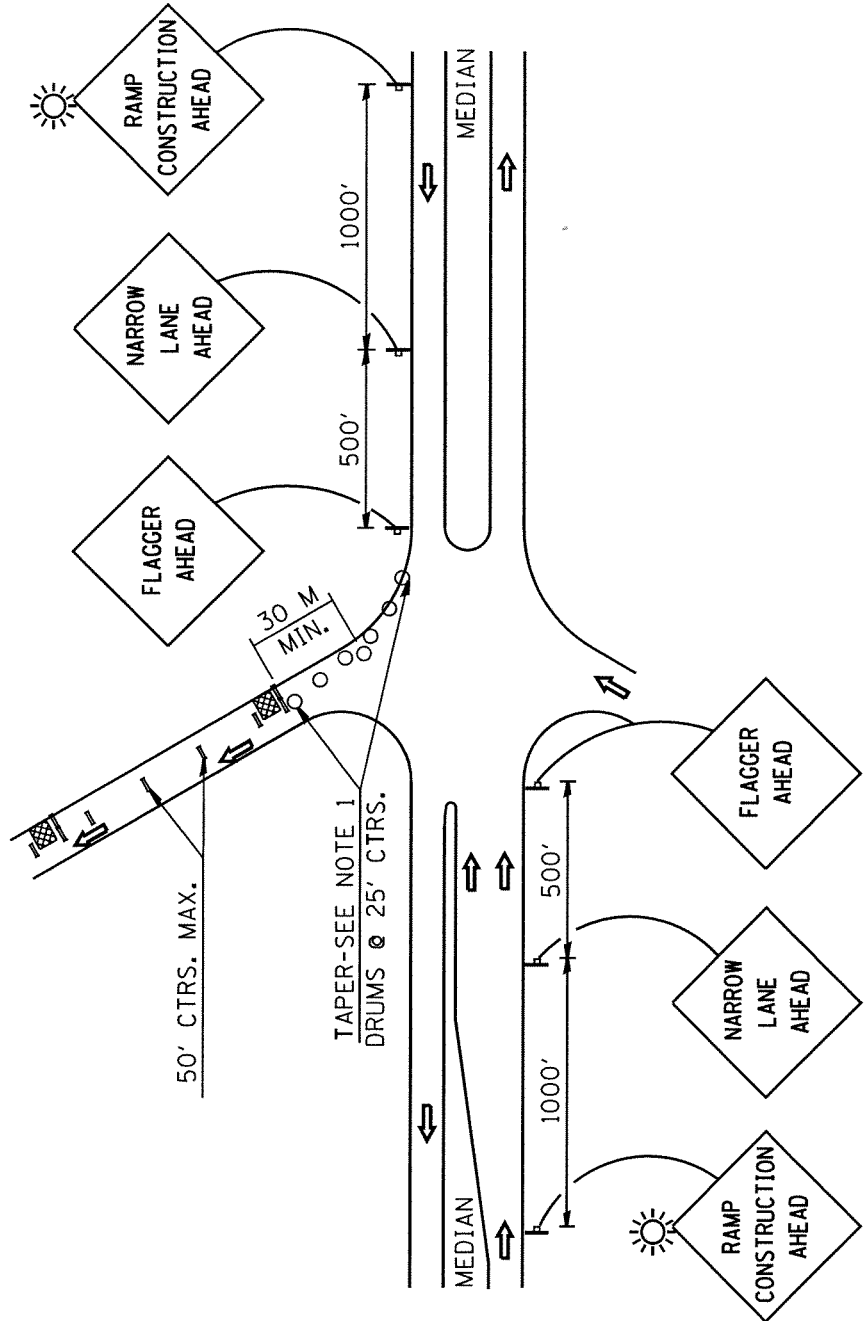 RAMP
CONSTRUCTION
AHEAD
NARROW
LANE
AHEAD
FLAGGER
AHEAD
MEDIAN
1000'
500'
30 M
MIN.
50' CTRS. MAX.
TAPER-SEE NOTE 1
DRUMS @ 25' CTRS.
MEDIAN
500'
1000'
FLAGGER
AHEAD
NARROW
LANE
AHEAD
RAMP
CONSTRUCTION
AHEAD